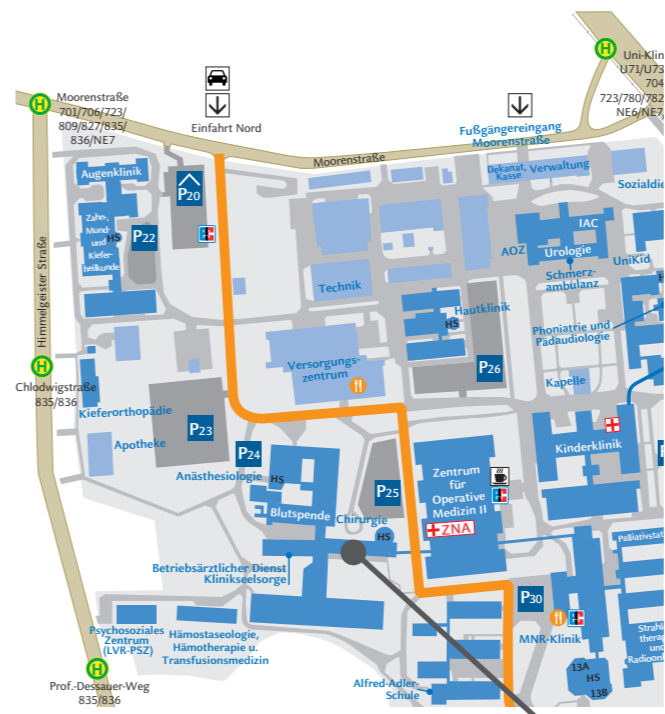 H
Moorenstraße
701/706/723/
809/827/835/
836/NE7
Einfahrt Nord
Moorenstraße
Fußgängereingang
Moorenstraße
H
Uni-Klin
U71/U73
704
723/780/782
NE6/NE7/
Augenklinik
P20
P22
Zahn-,
Mund-
und
Kiefer-
heilkunde
HS
Himmelgeister Straße
Dekanat,
Kasse
Verwaltung
Sozialdie
IAC
AOZ
Urologie
Schmerz-
ambulanz
UniKid
Technik
Hautklinik
HS
Phoniatrie und
Pädaudiologie
H
Chlodwigstraße
835/836
Versorgungs-
zentrum
P26
Kapelle
Kieferorthopädie
Apotheke
P23
P24
Anästhesiologie
HS
Blutspende
P25
Chirurgie
HS
Zentrum
für
Operative
Medizin II
ZNA
Kinderklinik
P
Palliativstat
Betriebsärztlicher Dienst
Klinikseelsorge
P30
MNR-Klinik
Strahl
therap
und
Radioon
Psychosoziales
Zentrum
(LVR-PSZ)
Hämostaseologie,
Hämotherapie u.
Transfusionsmedizin
H
Prof.-Dessauer-Weg
835/836
Alfred-Adler-
Schule
13A
HS
13B